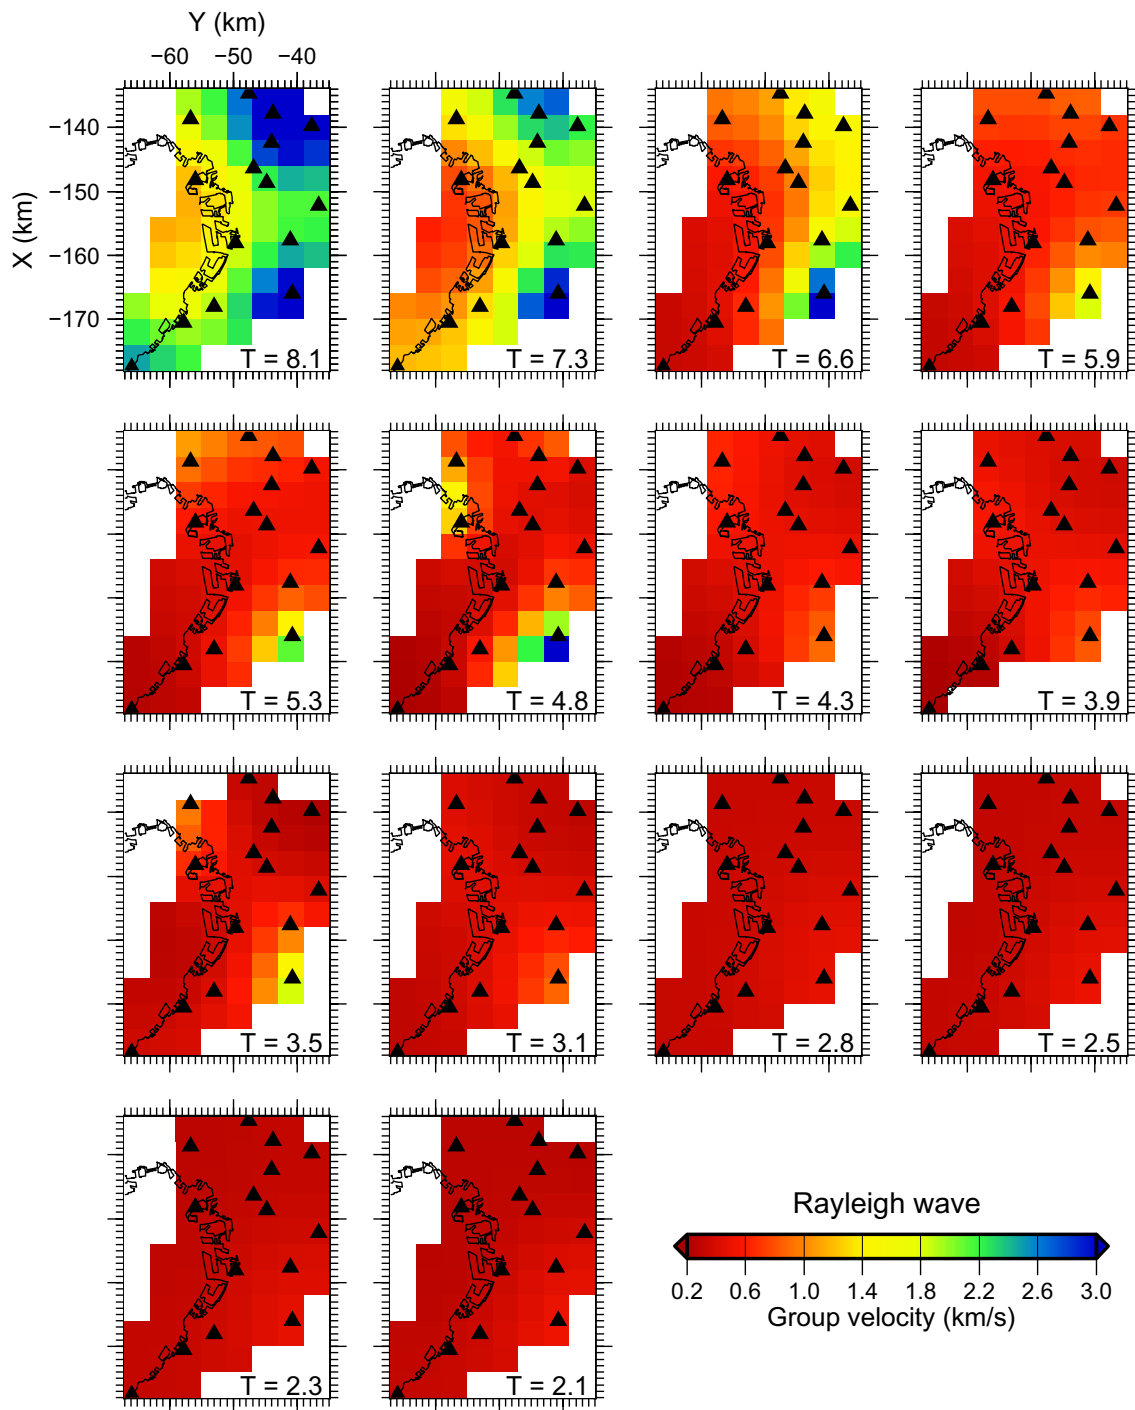 Y (km)
−60 −50 −40
X (km)
−140
−150
−160
−170
T = 8.1
T = 7.3
T = 6.6
T = 5.9
T = 5.3
T = 4.8
T = 4.3
T = 3.9
T = 3.5
T = 3.1
T = 2.8
T = 2.5
T = 2.3
T = 2.1
Rayleigh wave
0.2 0.6 1.0 1.4 1.8 2.2 2.6 3.0
Group velocity (km/s)